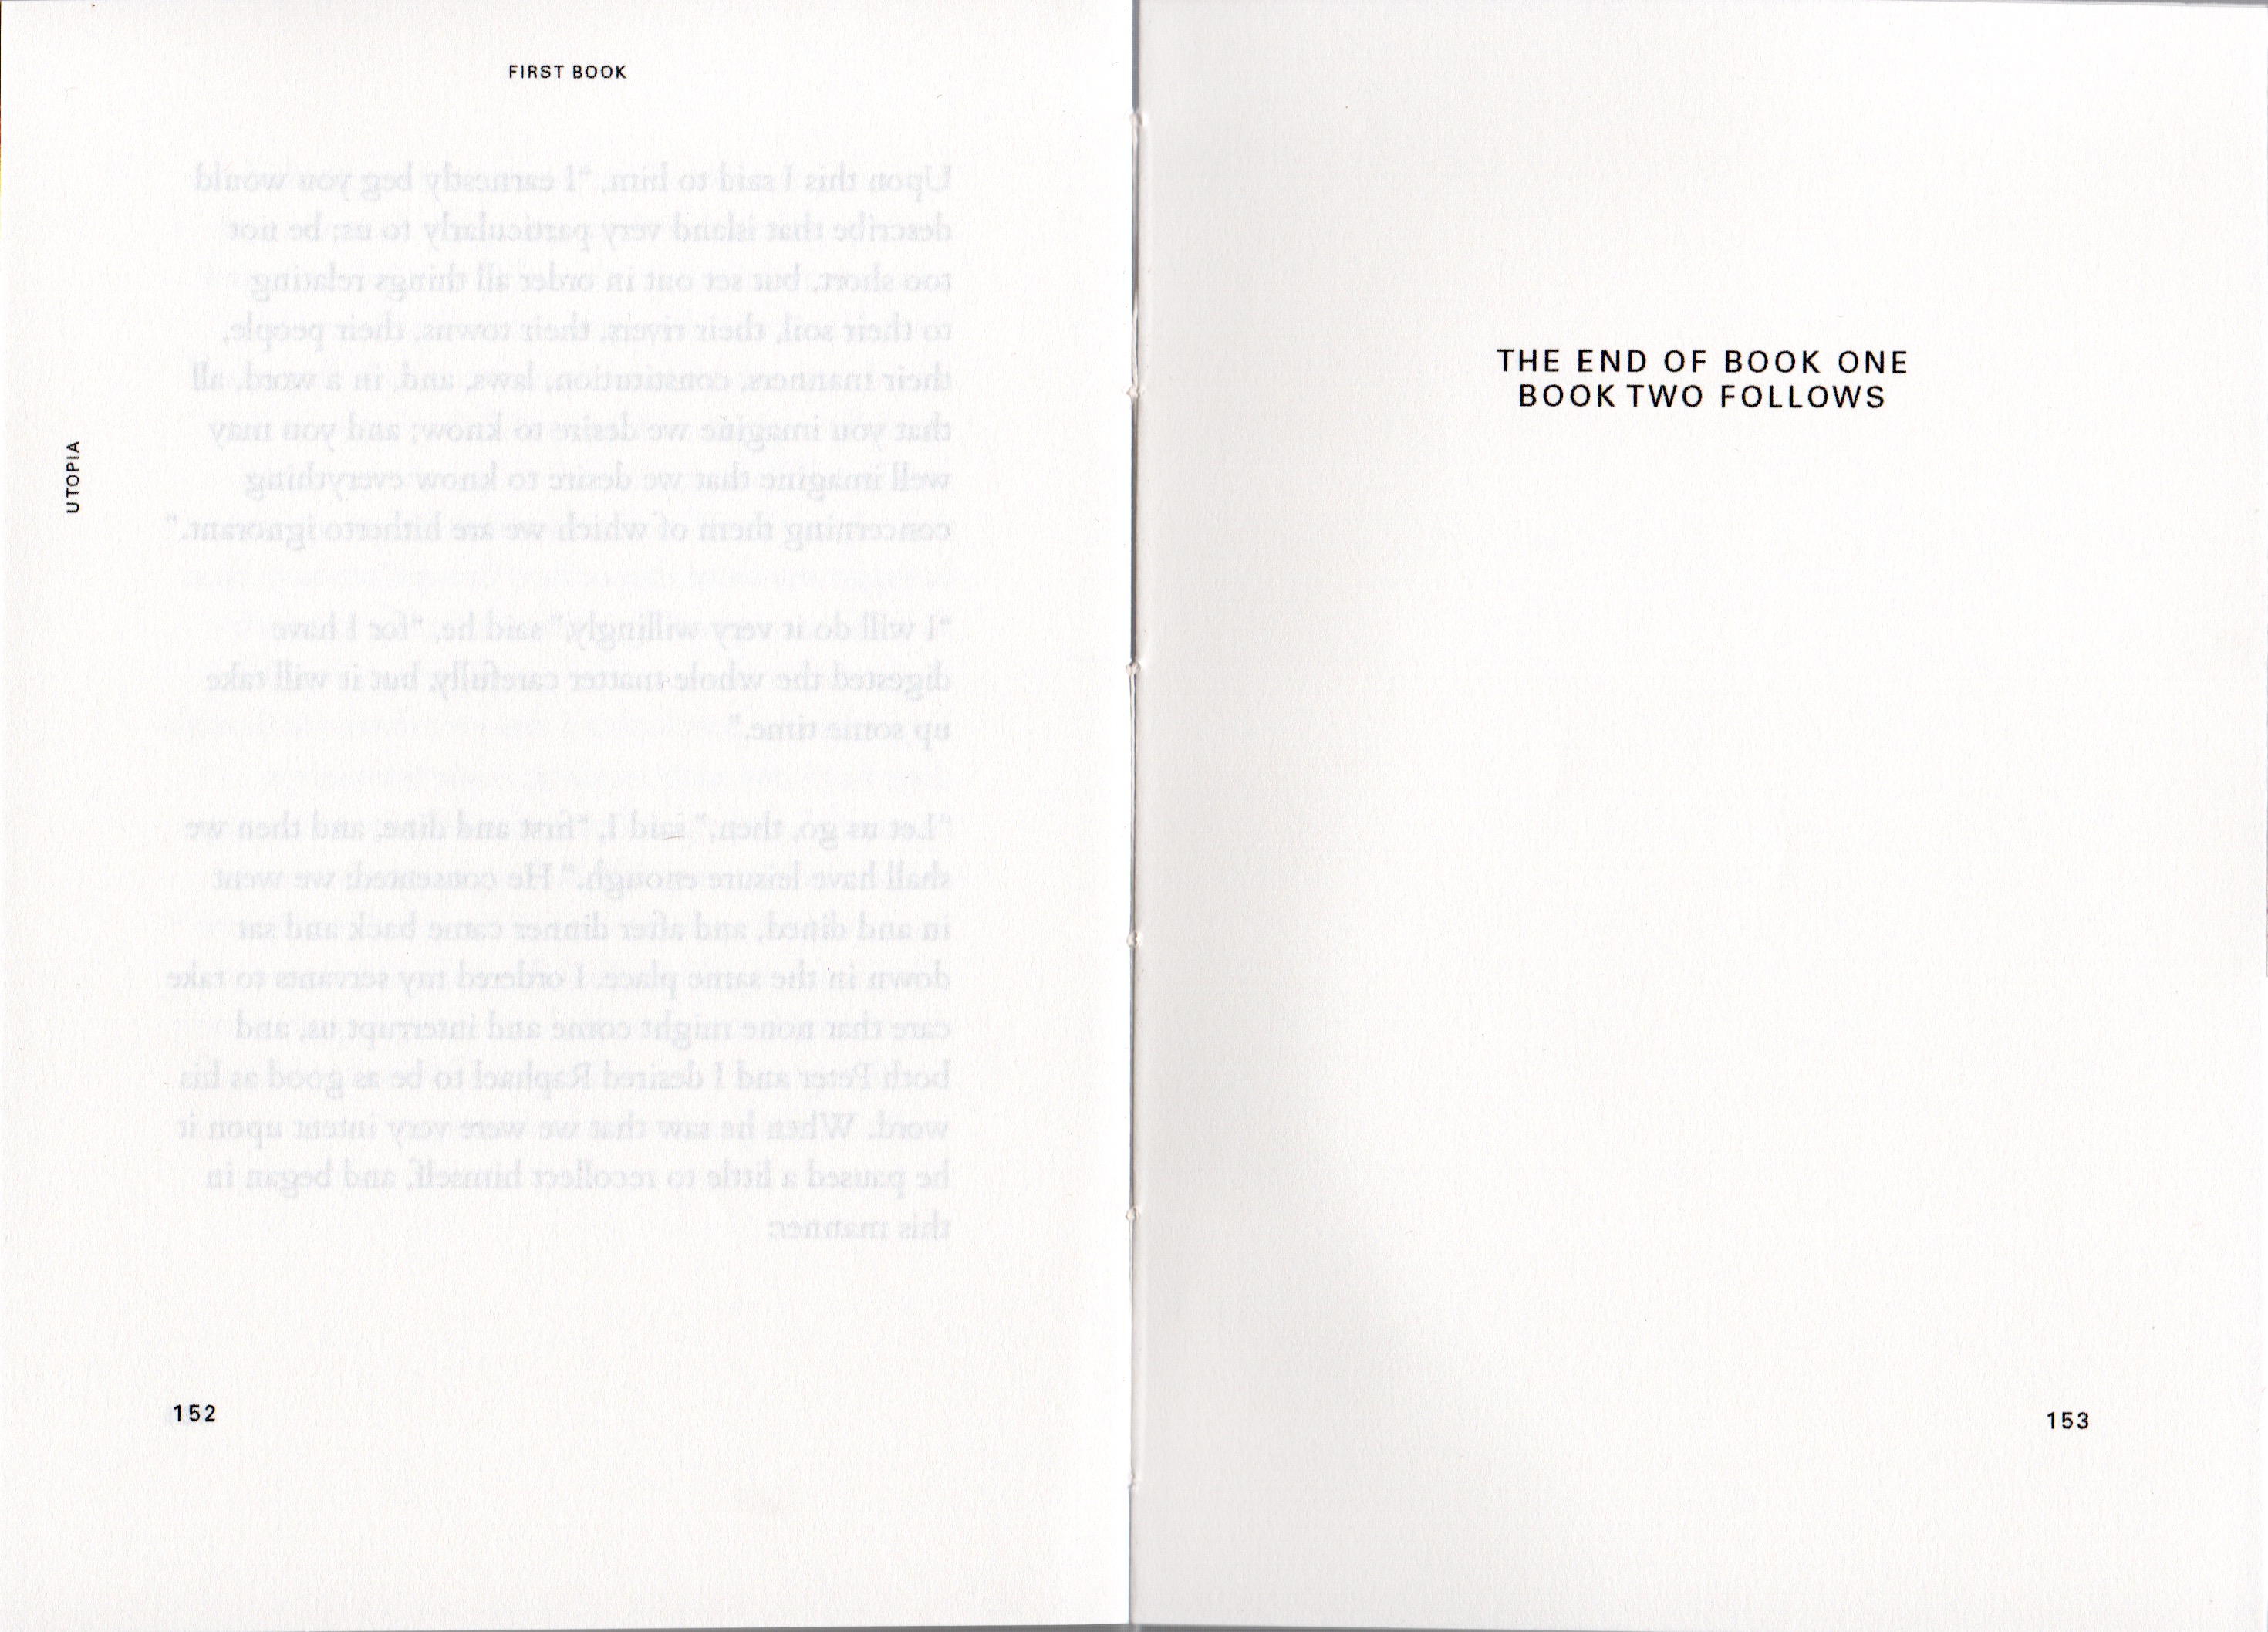 FIRST BOOK
UTOPIA
Upon this I said to him, “I earnestly beg you would
describe that island very particularly to us; be not
too short, but set out in order all things relating
to their soil, their rivers, their towns, their people,
their manners, constitution, laws, and, in a word, all
that you imagine we desire to know; and you may
well imagine that we desire to know everything
concerning them of which we are hitherto ignorant.”
“I will do it very willingly,” said he, “for I have
digested the whole matter carefully, but it will take
up some time.”
“Let us go, then,” said I, “first and dine, and then we
shall have leisure enough.” He consented; we went
in and dined, and after dinner came back and sat
down in the same place. I ordered my servants to take
care that none might come and interrupt us, and
both Peter and I desired Raphael to be as good as his
word. When he saw that we were very intent upon it
he paused a little to recollect himself, and began in
this manner:
152
THE END OF BOOK ONE
BOOK TWO FOLLOWS
153